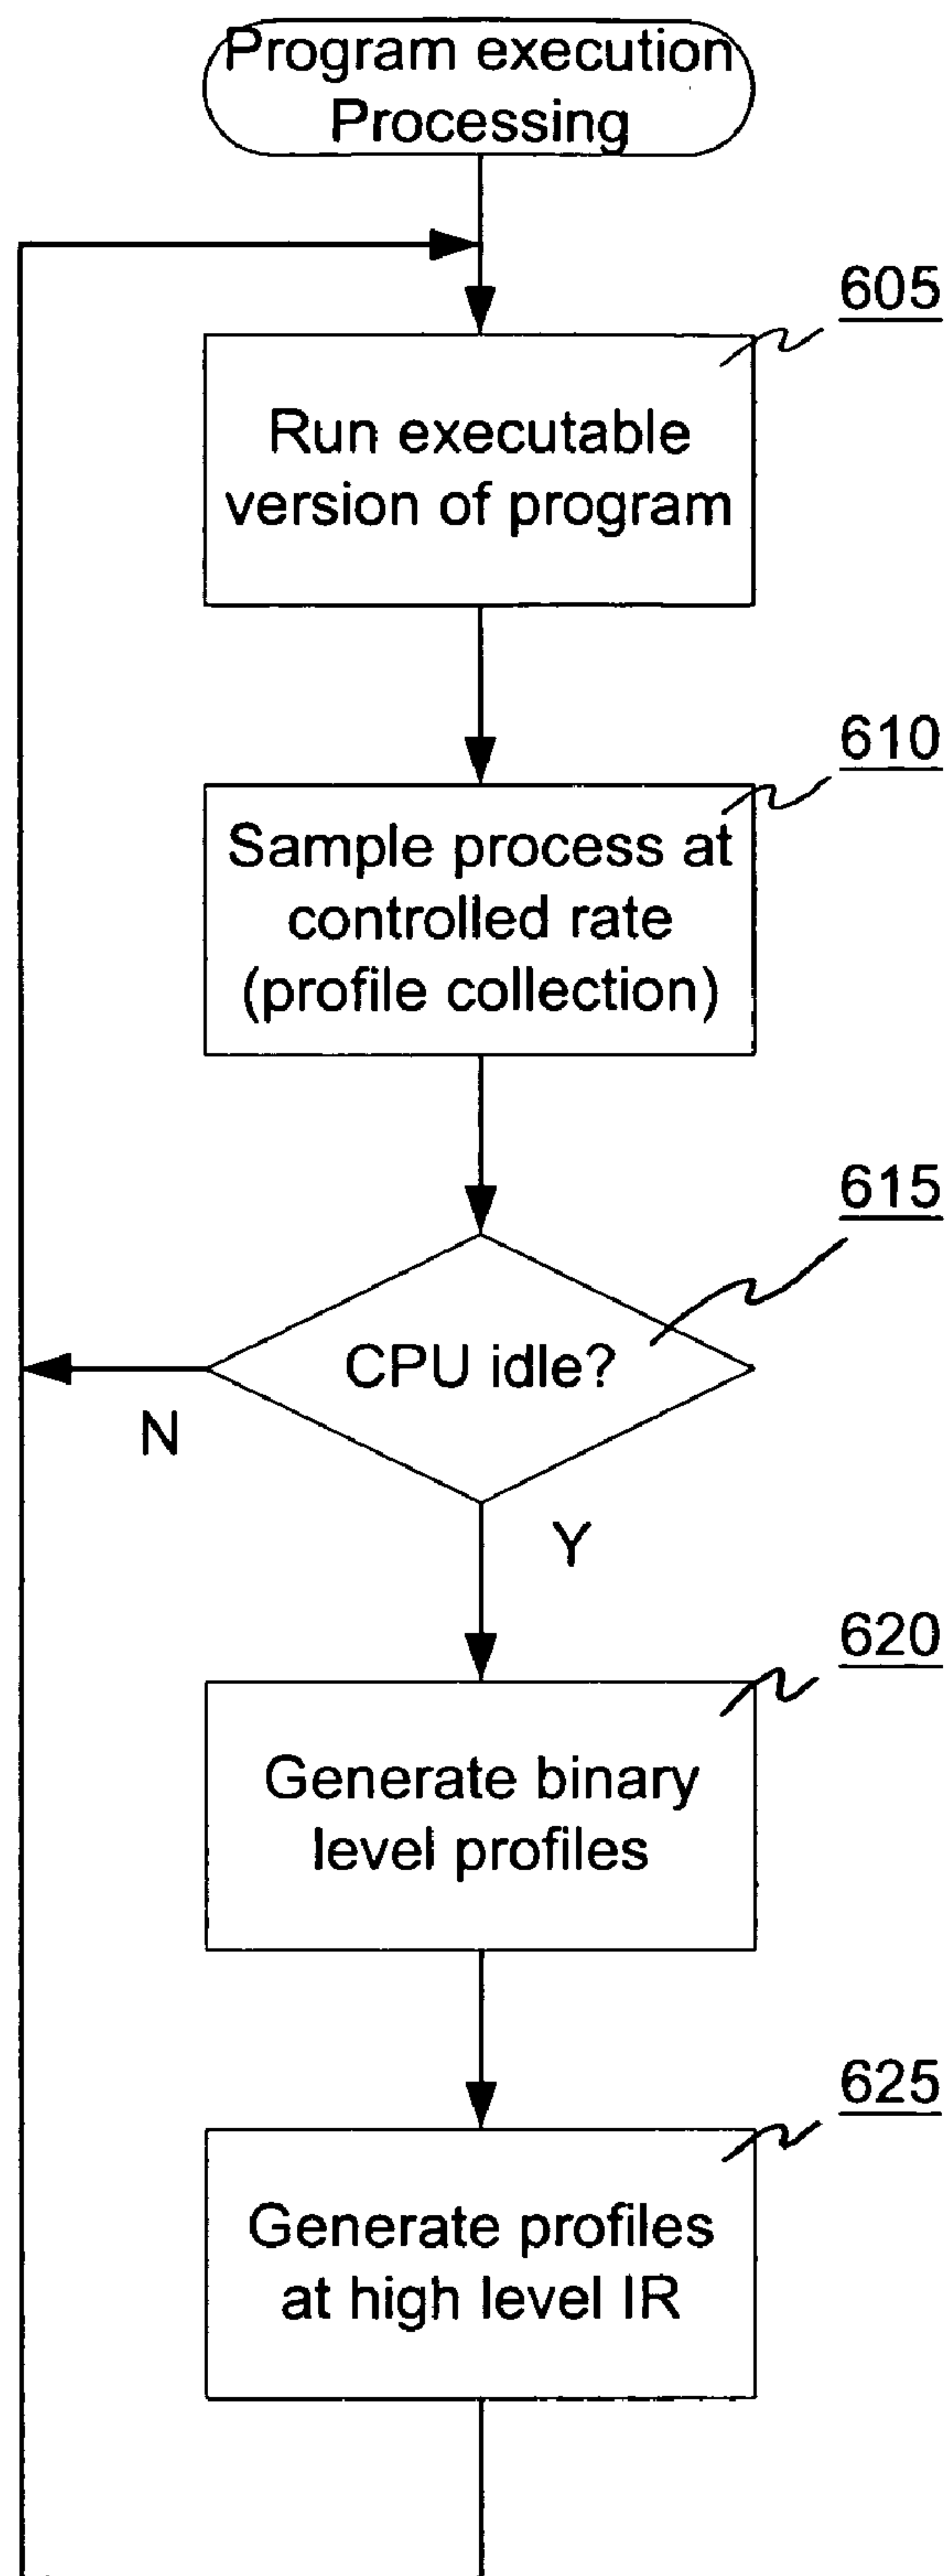 Program execution
Processing
605
Run executable
version of program
610
Sample process at
controlled rate
(profile collection)
615
CPU idle?
N
Y
620
Generate binary
level profiles
625
Generate profiles
at high level IR